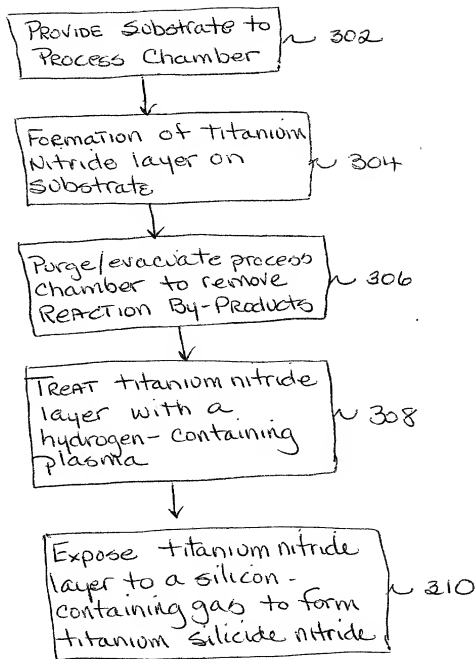 PROVIDE Substrate to
Process Chamber
302
Formation of titanium
Nitride layer on
Substrate
304
Purge/evacuate process
Chamber to remove
REACTION By-Products
306
TREAT titanium nitride
layer with a
hydrogen-containing
plasma
308
Expose titanium nitride
layer to a silicon-
containing gas to form
titanium silicide nitride
310